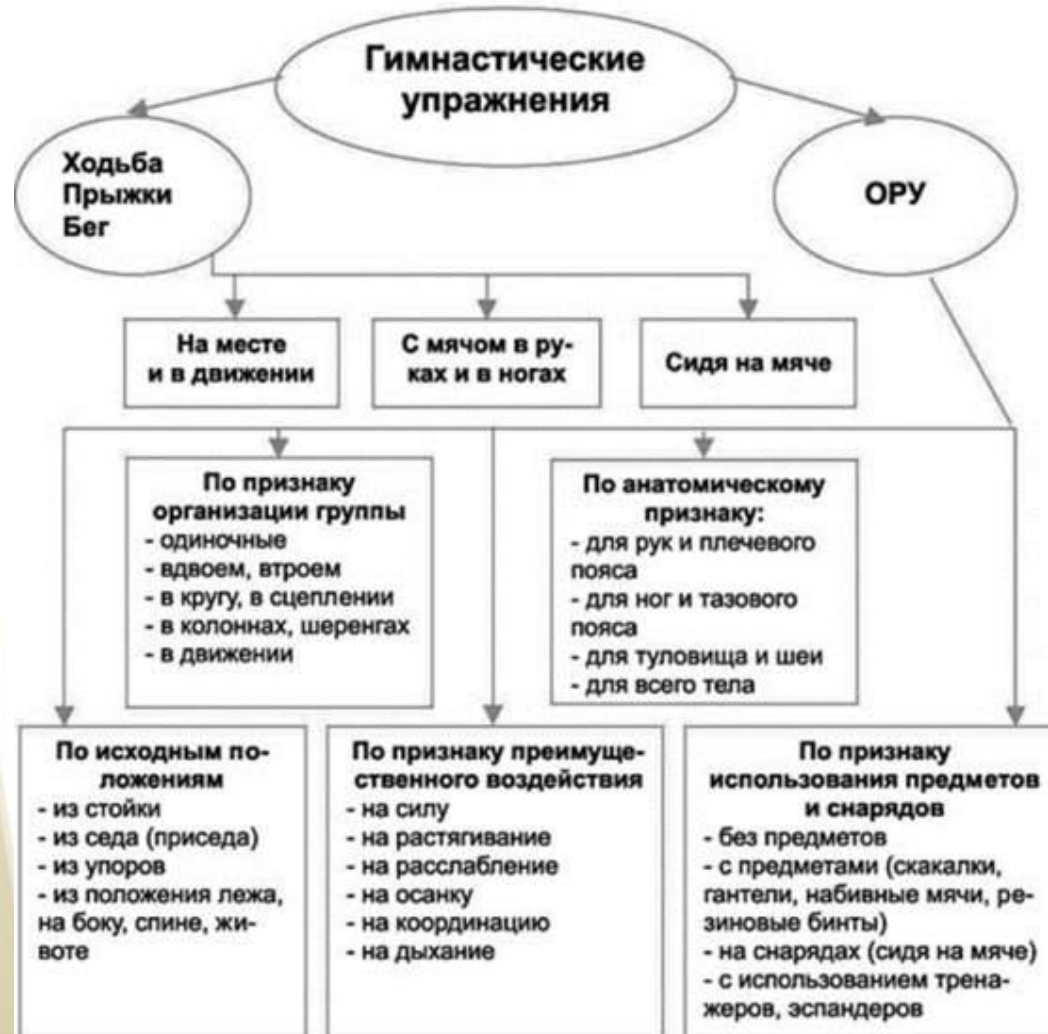 Гимнастические
упражнения
Ходьба
Прыжки
Бег
ОРУ
На месте
и в движении
С мячом в ру-
ках и в ногах
Сидя на мяче
По признаку
организации группы
- одиночные
- вдвоем, втроем
- в кругу, в сцеплении
- в колоннах, шеренгах
- в движении
По анатомическому
признаку:
- для рук и плечевого
пояса
- для ног и тазового
пояса
- для туловища и шеи
- для всего тела
По исходным по-
ложениям
- из стойки
- из седа (приседа)
- из упоров
- из положения лежа,
на боку, спине, жи-
воте
По признаку преимуще-
ственного воздействия
- на силу
- на растягивание
- на расслабление
- на осанку
- на координацию
- на дыхание
По признаку
использования предметов
и снарядов
- без предметов
- с предметами (скакалки,
гантели, набивные мячи, ре-
зиновые бинты)
- на снарядах (сидя на мяче)
- с использованием трена-
жеров, эспандеров